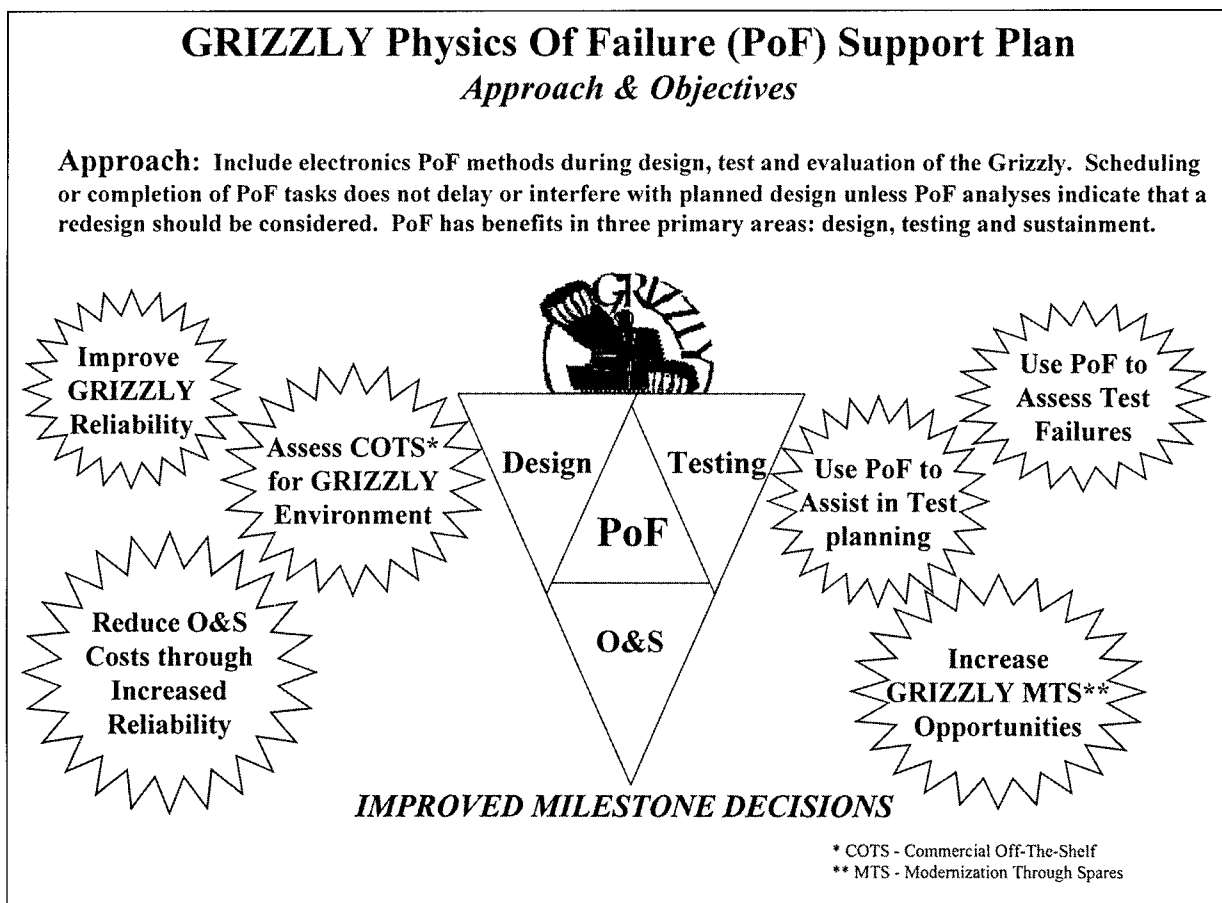 GRIZZLY Physics Of Failure (PoF) Support Plan
Approach & Objectives
Approach: Include electronics PoF methods during design, test and evaluation of the Grizzly. Scheduling
or completion of PoF tasks does not delay or interfere with planned design unless PoF analyses indicate that a
redesign should be considered. PoF has benefits in three primary areas: design, testing and sustainment.
GRIZZLY
Improve
GRIZZLY
Reliability
Assess COTS*
for GRIZZLY
Environment
Reduce O&S
Costs through
Increased
Reliability
Design
Testing
PoF
O&S
Use PoF to
Assist in Test
planning
Use PoF to
Assess Test
Failures
Increase
GRIZZLY MTS**
Opportunities
IMPROVED MILESTONE DECISIONS
* COTS - Commercial Off-The-Shelf
** MTS - Modernization Through Spares